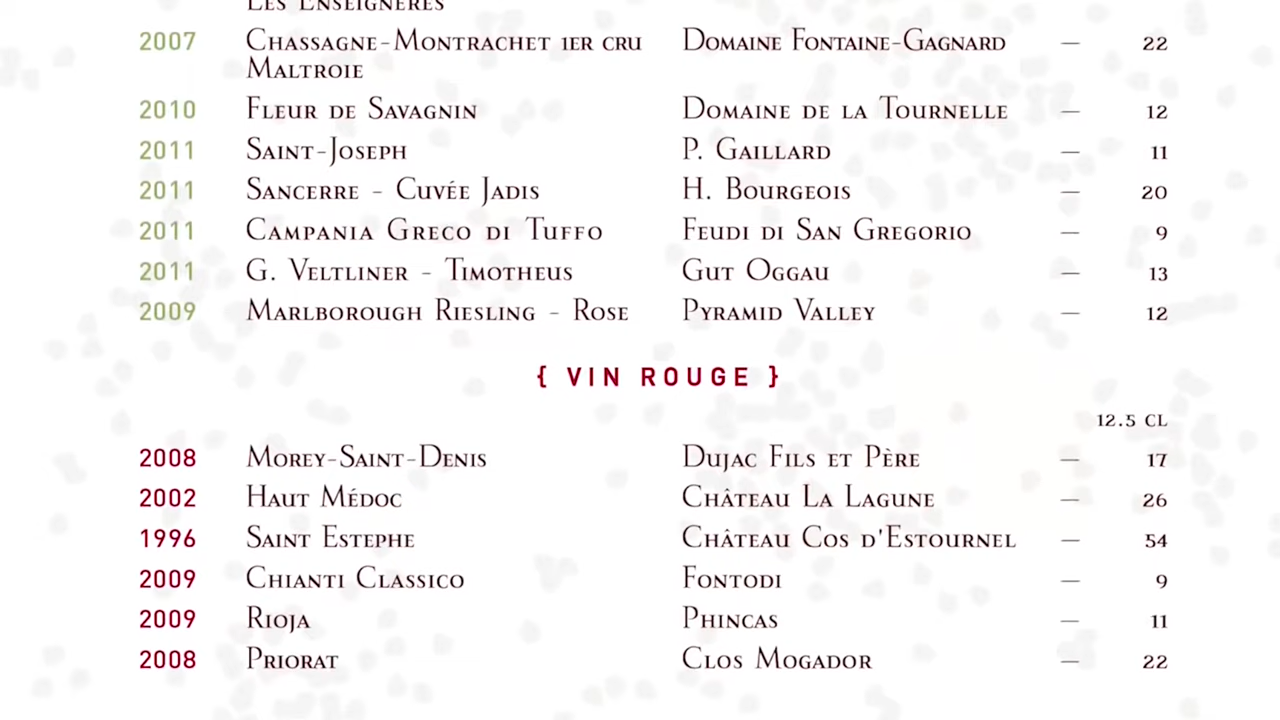 Les Enseignères
2007 Chassagne-Montrachet 1er cru Domaine Fontaine-Gagnard — 22
Maltroie
2010 Fleur de Savagnin Domaine de la Tournelle — 12
2011 Saint-Joseph P. Gaillard — 11
2011 Sancerre - Cuvée Jadis H. Bourgeois — 20
2011 Campania Greco di Tuffo Feudi di San Gregorio — 9
2011 G. Veltliner - Timotheus Gut Oggau — 13
2009 Marlborough Riesling - Rose Pyramid Valley — 12
{ VIN ROUGE }
12.5 CL
2008 Morey-Saint-Denis Dujac Fils et Père — 17
2002 Haut Médoc Château La Lagune — 26
1996 Saint Estephe Château Cos d'Estournel — 54
2009 Chianti Classico Fontodi — 9
2009 Rioja Phincas — 11
2008 Priorat Clos Mogador — 22